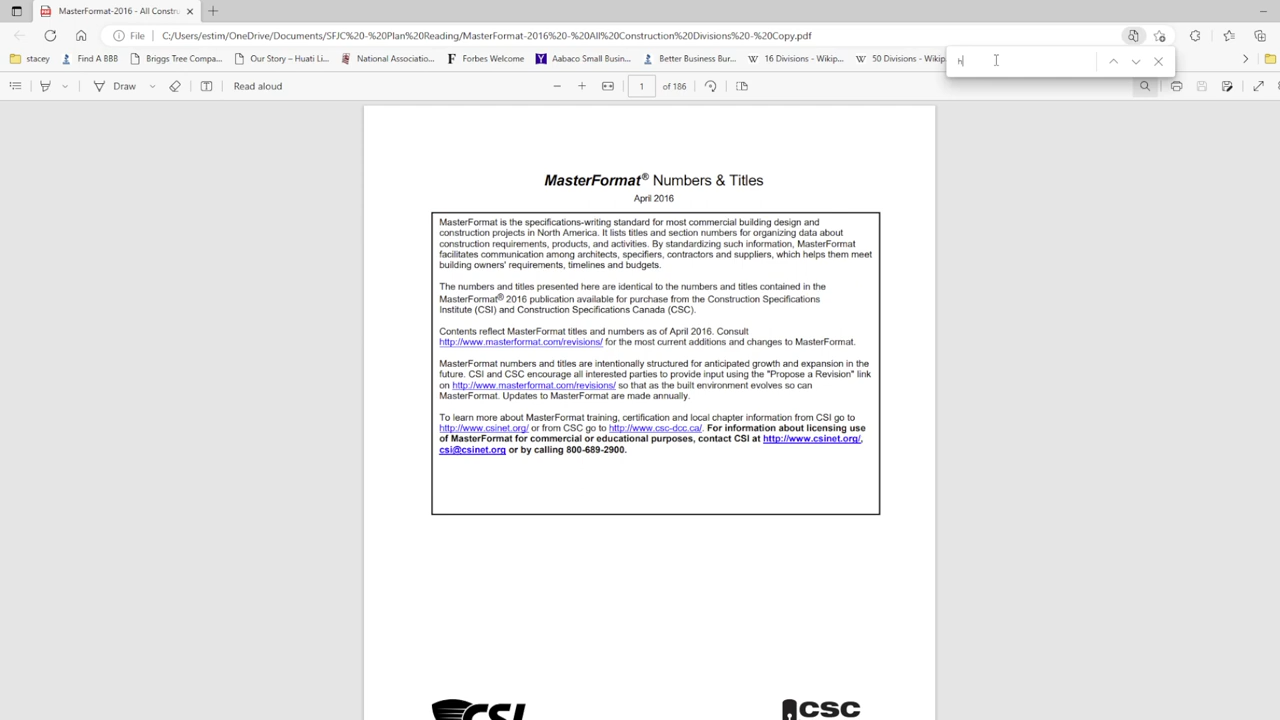 MasterFormat-2016 - All Constru
File C:/Users/estim/OneDrive/Documents/SFJC%20-%20Plan%20Reading/MasterFormat-2016%20-%20All%20Construction%20Divisions%20-%20Copy.pdf
stacey Find A BBB Briggs Tree Compa... Our Story – Huati Li... National Associatio... Forbes Welcome Aabaco Small Busin... Better Business Bur... 16 Divisions - Wikip... 50 Divisions - Wikip
Draw Read aloud 1 of 186
MasterFormat® Numbers & Titles
April 2016
MasterFormat is the specifications-writing standard for most commercial building design and
construction projects in North America. It lists titles and section numbers for organizing data about
construction requirements, products, and activities. By standardizing such information, MasterFormat
facilitates communication among architects, specifiers, contractors and suppliers, which helps them meet
building owners' requirements, timelines and budgets.
The numbers and titles presented here are identical to the numbers and titles contained in the
MasterFormat® 2016 publication available for purchase from the Construction Specifications
Institute (CSI) and Construction Specifications Canada (CSC).
Contents reflect MasterFormat titles and numbers as of April 2016. Consult
http://www.masterformat.com/revisions/ for the most current additions and changes to MasterFormat.
MasterFormat numbers and titles are intentionally structured for anticipated growth and expansion in the
future. CSI and CSC encourage all interested parties to provide input using the "Propose a Revision" link
on http://www.masterformat.com/revisions/ so that as the built environment evolves so can
MasterFormat. Updates to MasterFormat are made annually.
To learn more about MasterFormat training, certification and local chapter information from CSI go to
http://www.csinet.org/ or from CSC go to http://www.csc-dcc.ca/. For information about licensing use
of MasterFormat for commercial or educational purposes, contact CSI at http://www.csinet.org/,
csi@csinet.org or by calling 800-689-2900.
CSI CSC